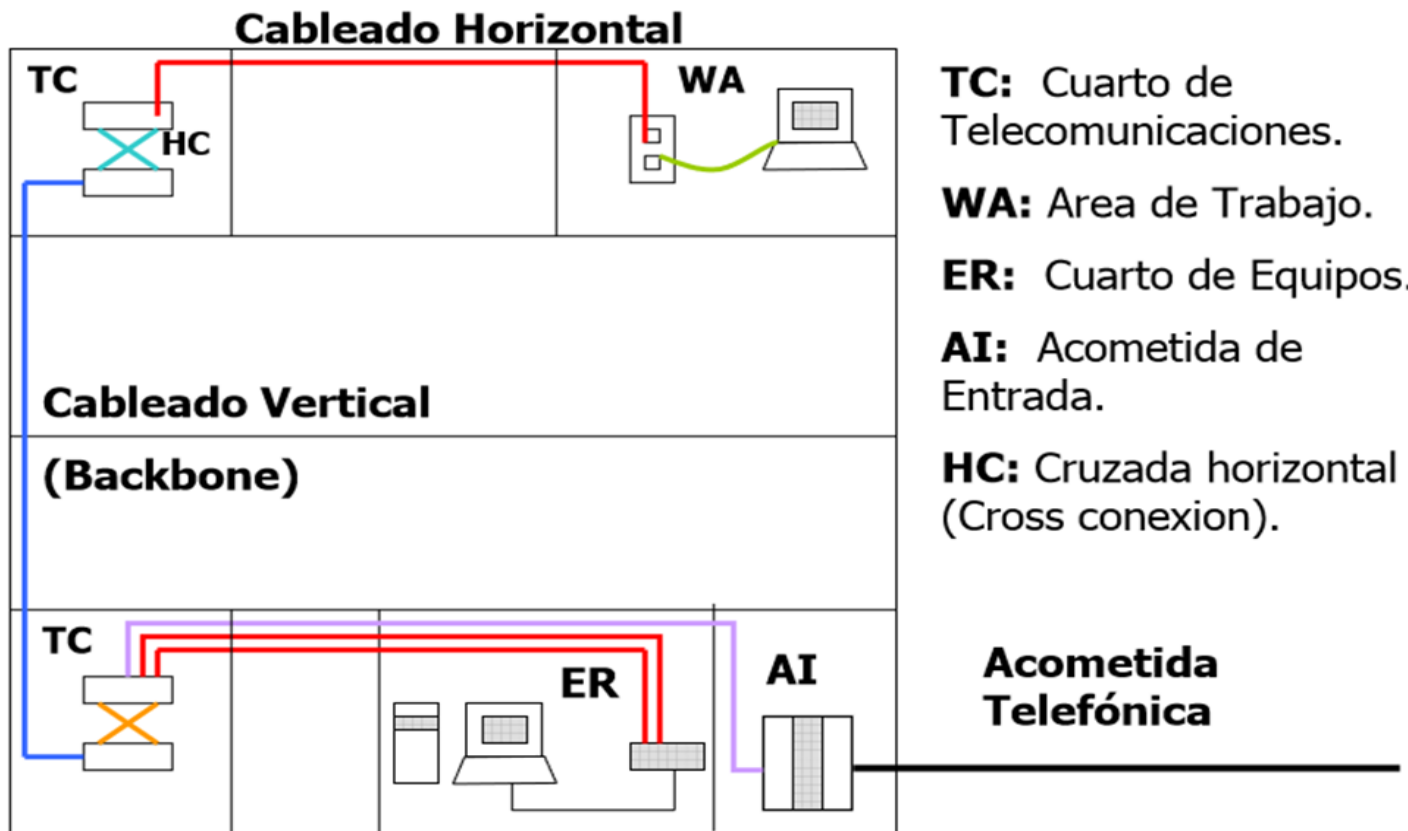 Cableado Horizontal
TC
HC
WA
Cableado Vertical
(Backbone)
TC
ER
AI
TC: Cuarto de
Telecomunicaciones.
WA: Area de Trabajo.
ER: Cuarto de Equipos.
AI: Acometida de
Entrada.
HC: Cruzada horizontal
(Cross conexion).
Acometida
Telefónica